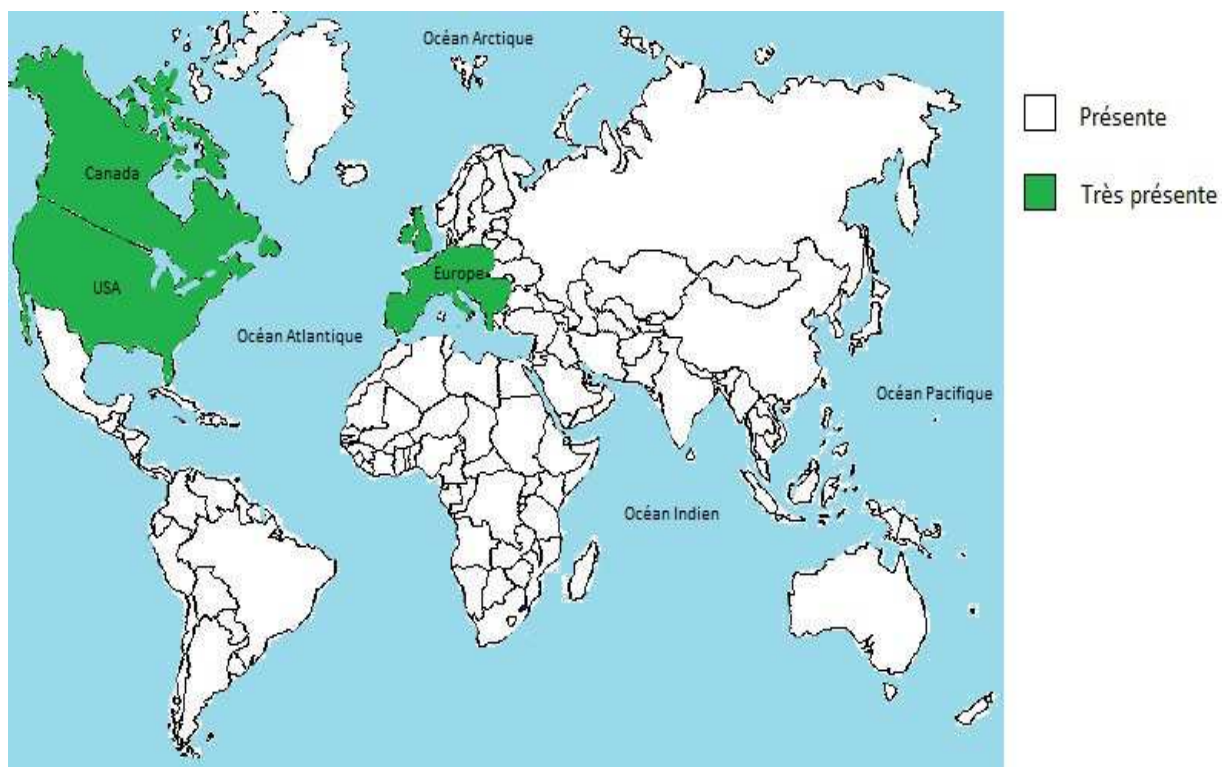 Océan Arctique
Présente
Canada
Très présente
Europe
USA
Océan Atlantique
Océan Pacifique
Océan Indien